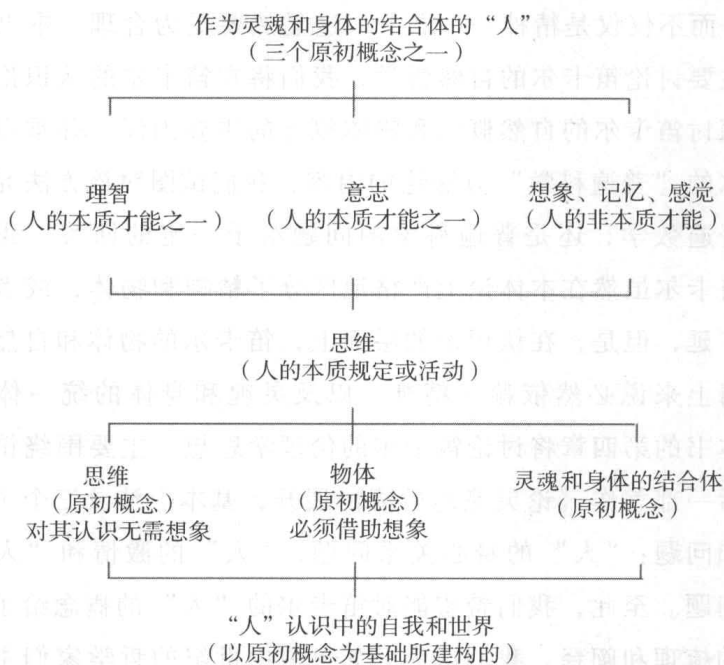 作为灵魂和身体的结合体的“人”
（三个原初概念之一）
理智 意志 想象、记忆、感觉
（人的本质才能之一） （人的本质才能之一） （人的非本质才能）
思维
（人的本质规定或活动）
思维 物体 灵魂和身体的结合体
（原初概念） （原初概念） （原初概念）
对其认识无需想象 必须借助想象
“人”认识中的自我和世界
（以原初概念为基础所建构的）